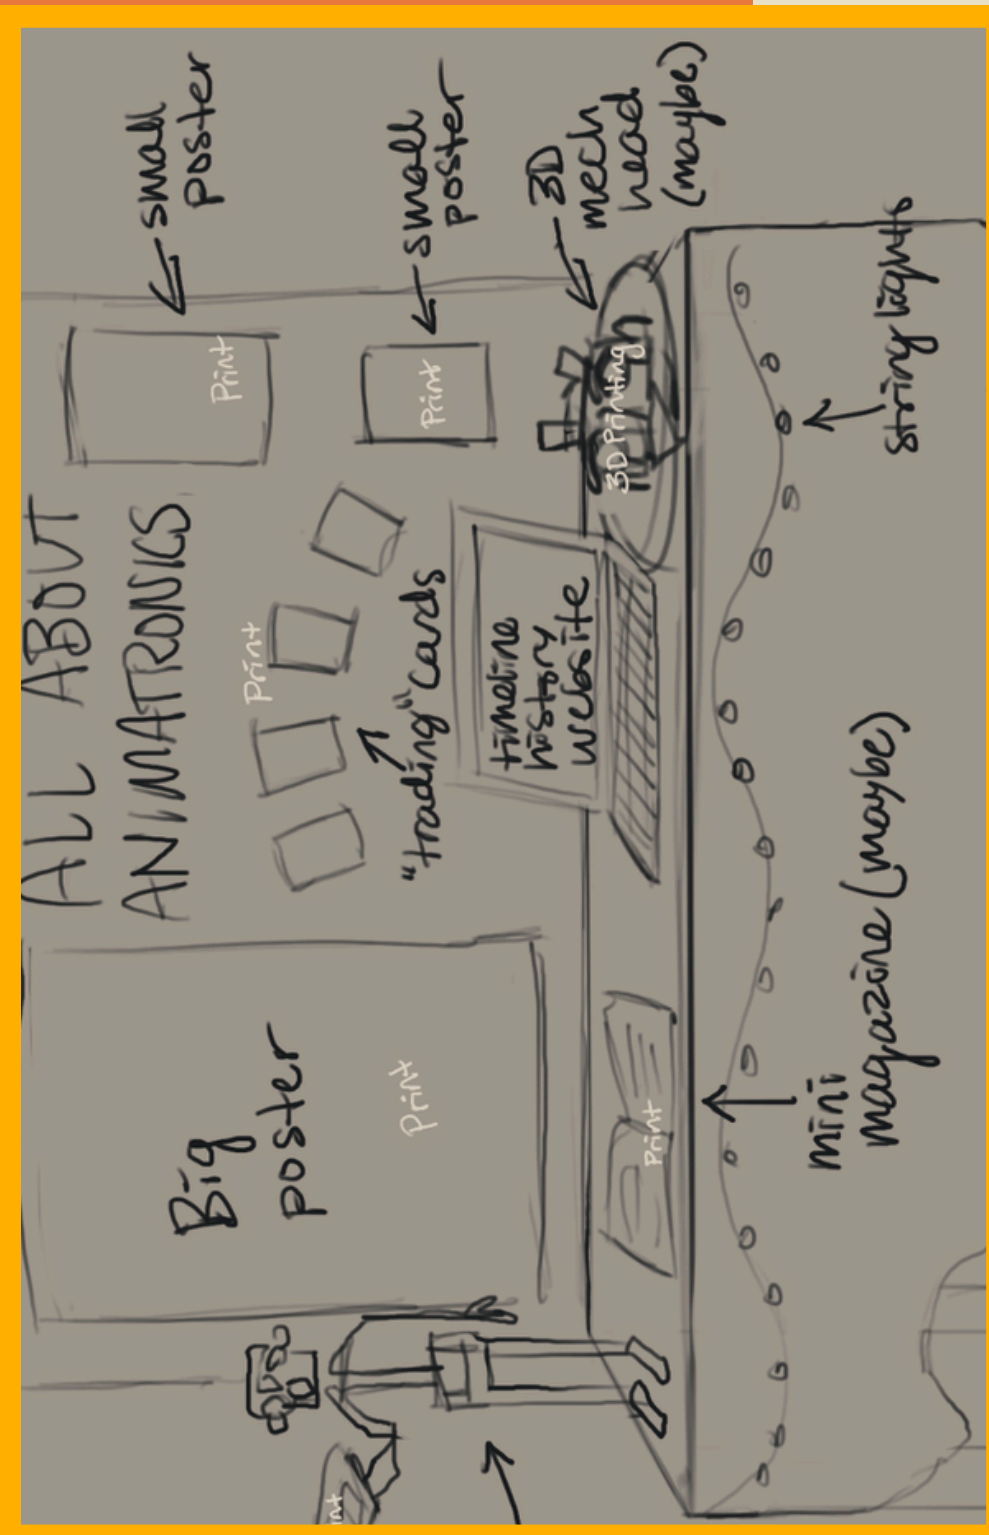 ALL ABOUT
ANIMATRONICS
small
poster
Print
small
poster
Print
3D
mech
head
(maybe)
3D Printing
Print
"trading" cards
timeline
history
website
string lights
Big
poster
Print
Print
mini
magazine (maybe)